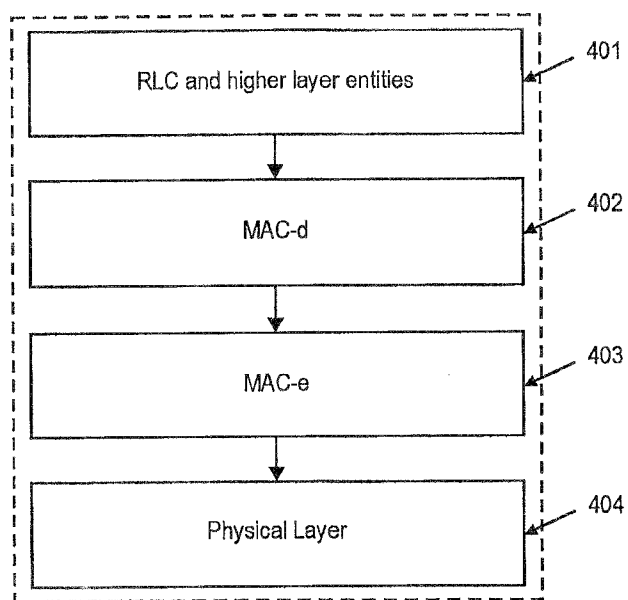 RLC and higher layer entities
401
MAC-d
402
MAC-e
403
Physical Layer
404